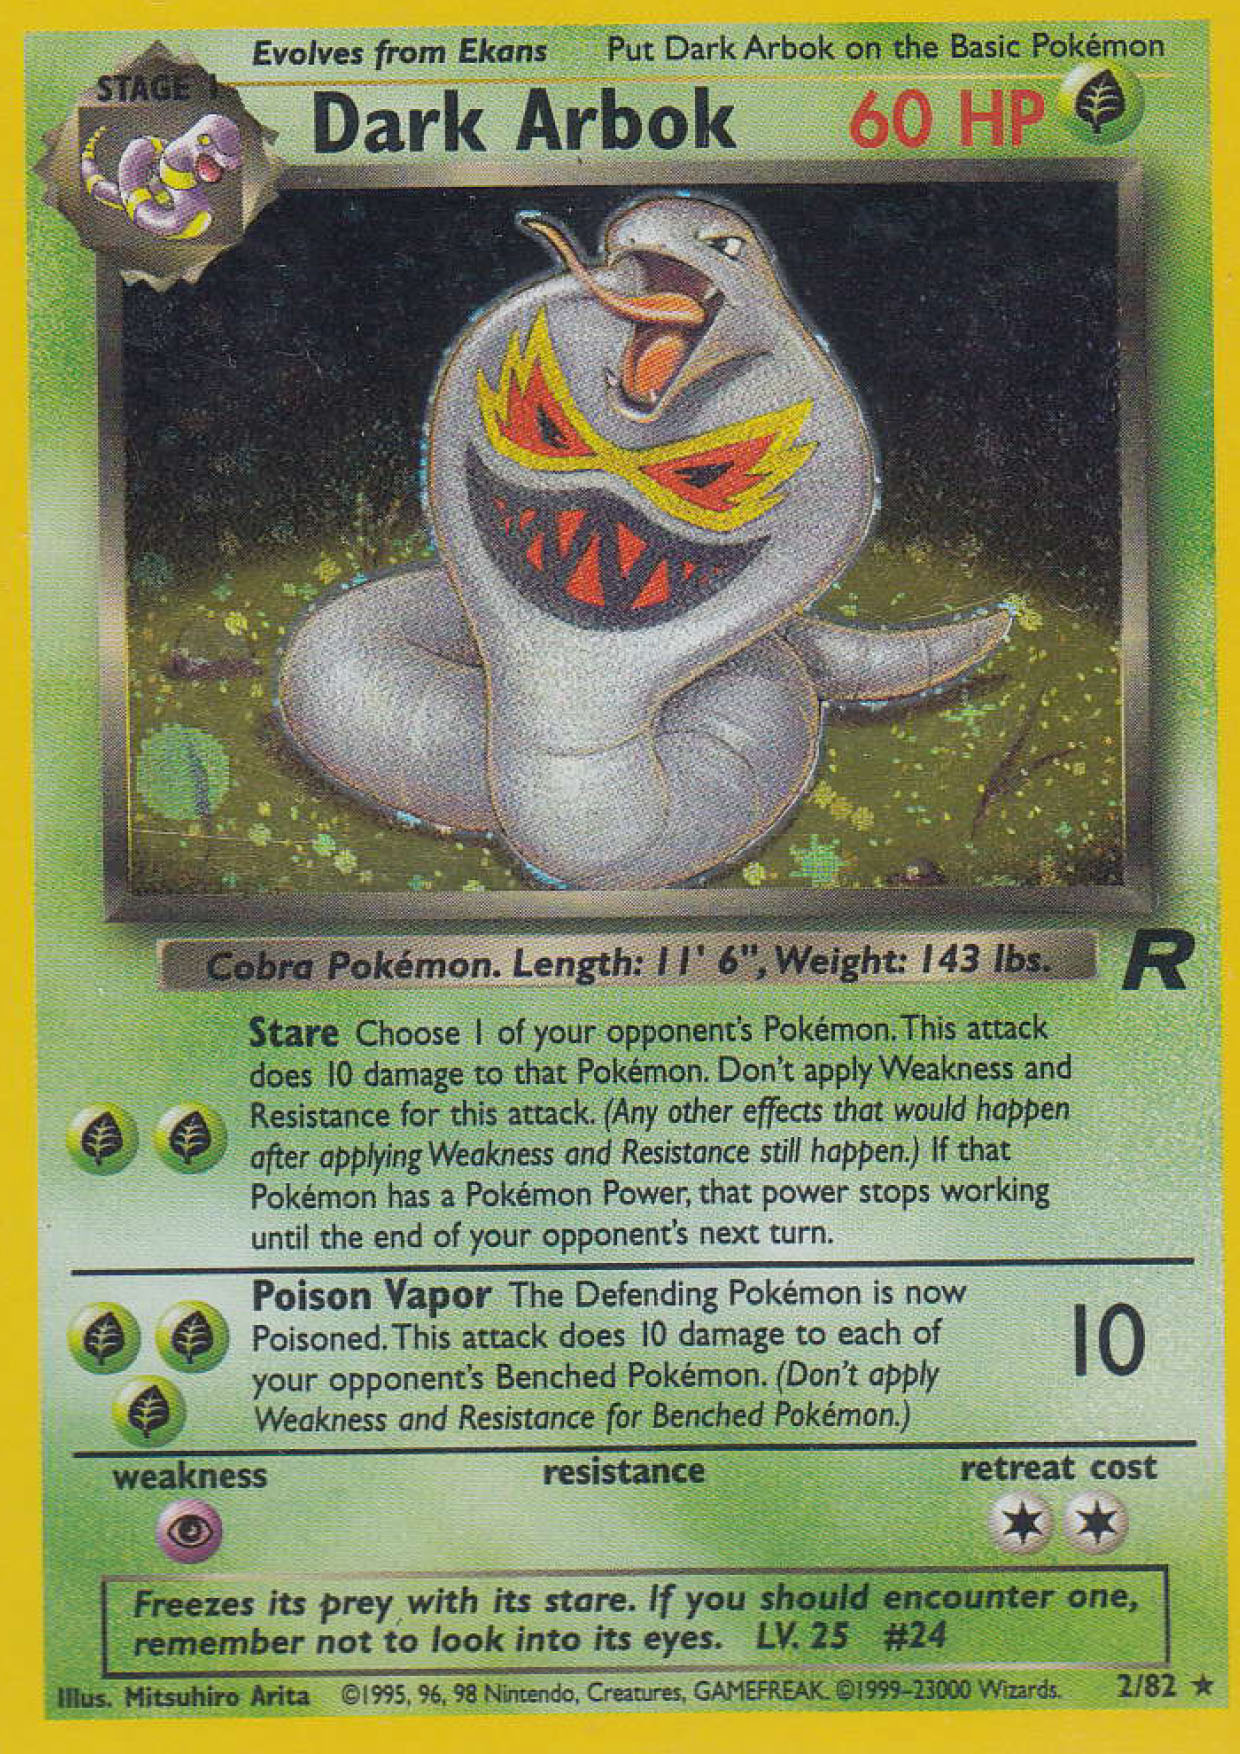 Evolves from Ekans Put Dark Arbok on the Basic Pokémon
STAGE 1
Dark Arbok 60 HP
Cobra Pokémon. Length: 11' 6", Weight: 143 lbs.
R
Stare Choose 1 of your opponent's Pokémon. This attack
does 10 damage to that Pokémon. Don't apply Weakness and
Resistance for this attack. (Any other effects that would happen
after applying Weakness and Resistance still happen.) If that
Pokémon has a Pokémon Power, that power stops working
until the end of your opponent's next turn.
Poison Vapor The Defending Pokémon is now
Poisoned. This attack does 10 damage to each of
your opponent's Benched Pokémon. (Don't apply
Weakness and Resistance for Benched Pokémon.)
10
weakness resistance retreat cost
Freezes its prey with its stare. If you should encounter one,
remember not to look into its eyes. LV. 25 #24
Illus. Mitsuhiro Arita ©1995, 96, 98 Nintendo, Creatures, GAMEFREAK. ©1999-23000 Wizards. 2/82 ★